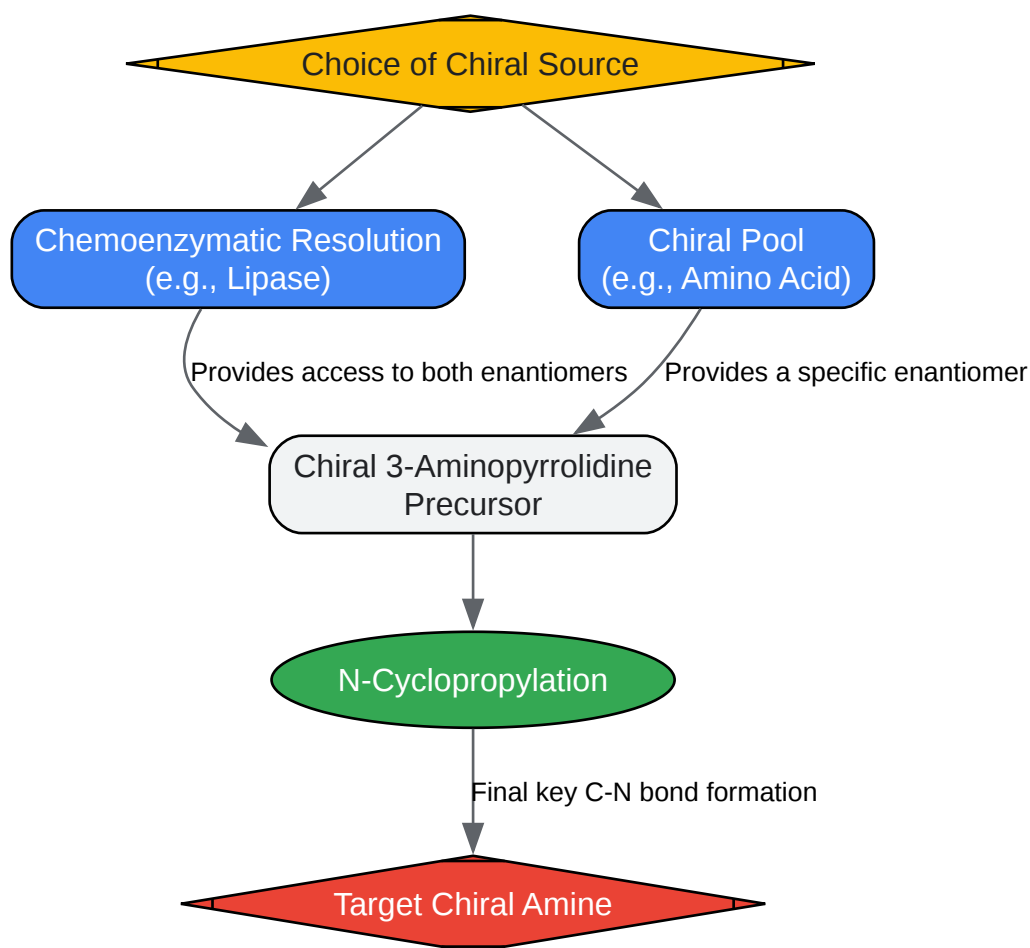 Choice of Chiral Source
Chemoenzymatic Resolution
(e.g., Lipase)
Chiral Pool
(e.g., Amino Acid)
Provides access to both enantiomers
Provides a specific enantiomer
Chiral 3-Aminopyrrolidine
Precursor
N-Cyclopropylation
Final key C-N bond formation
Target Chiral Amine